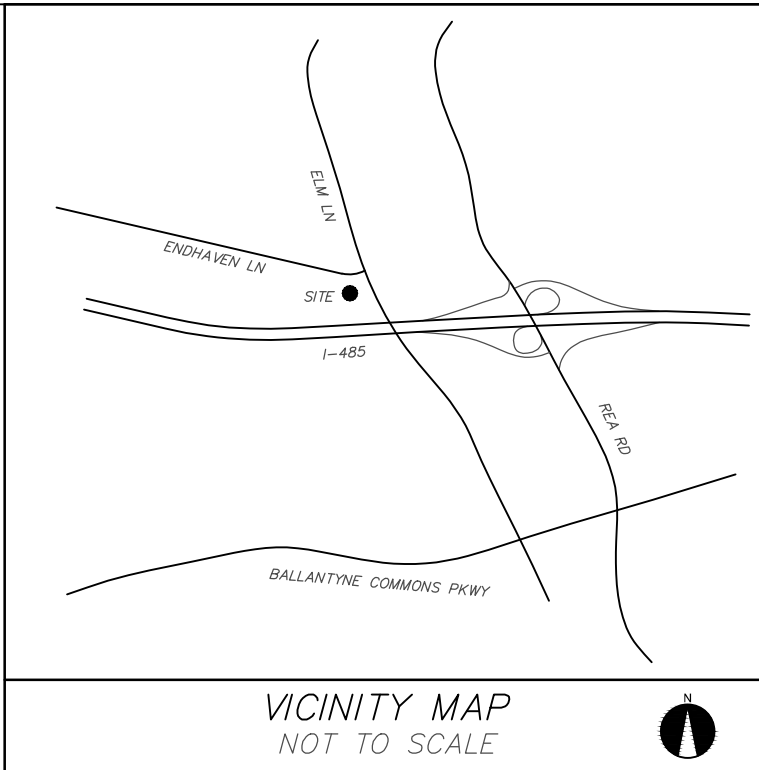 ELM LN
ENDHAVEN LN
SITE
I-485
REA RD
BALLANTYNE COMMONS PKWY
VICINITY MAP
NOT TO SCALE
N